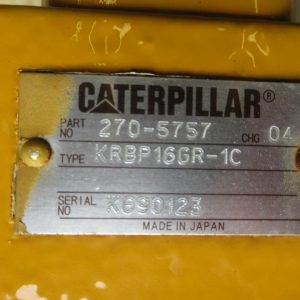 CATERPILLAR®
PART NO 270-5757 CHG 04
TYPE KRBP16GR-1C
SERIAL NO K690123
MADE IN JAPAN